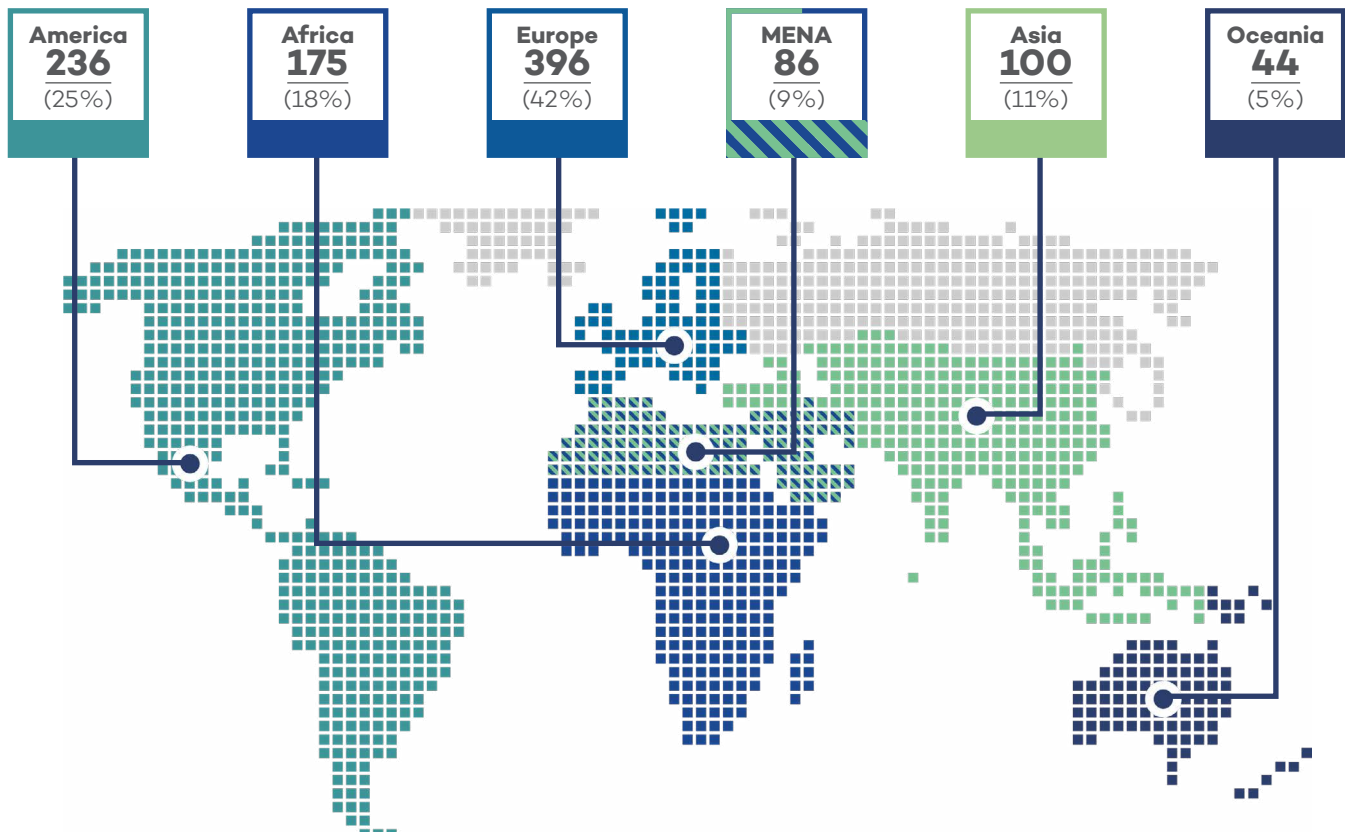 America
236
(25%)
Africa
175
(18%)
Europe
396
(42%)
MENA
86
(9%)
Asia
100
(11%)
Oceania
44
(5%)